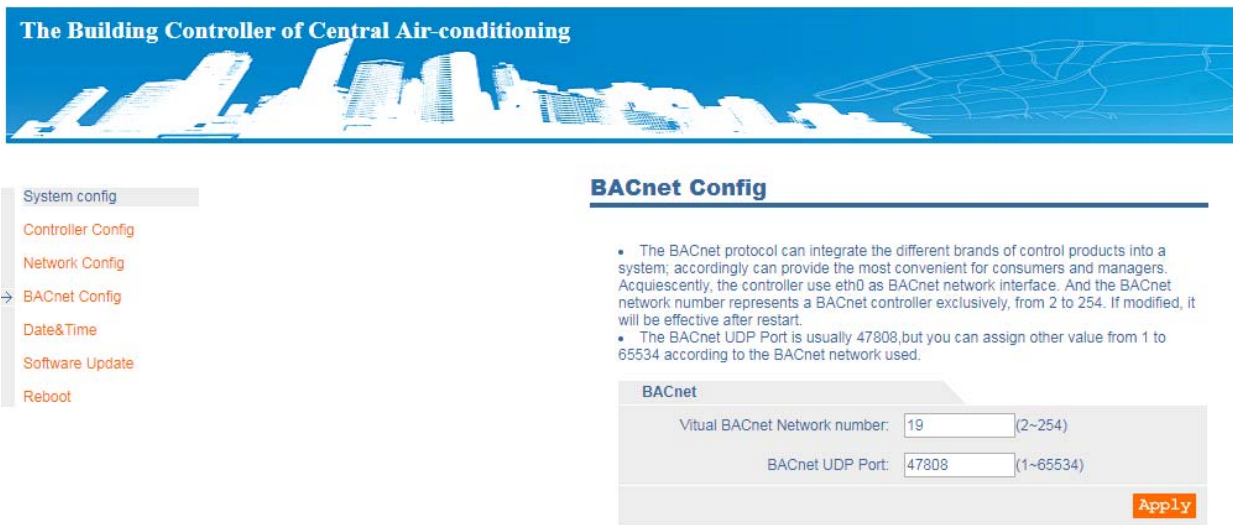 The Building Controller of Central Air-conditioning
System config
Controller Config
Network Config
BACnet Config
Date&Time
Software Update
Reboot
BACnet Config
• The BACnet protocol can integrate the different brands of control products into a
system; accordingly can provide the most convenient for consumers and managers.
Acquiescently, the controller use eth0 as BACnet network interface. And the BACnet
network number represents a BACnet controller exclusively, from 2 to 254. If modified, it
will be effective after restart.
• The BACnet UDP Port is usually 47808,but you can assign other value from 1 to
65534 according to the BACnet network used.
BACnet
Vitual BACnet Network number: 19 (2~254)
BACnet UDP Port: 47808 (1~65534)
Apply